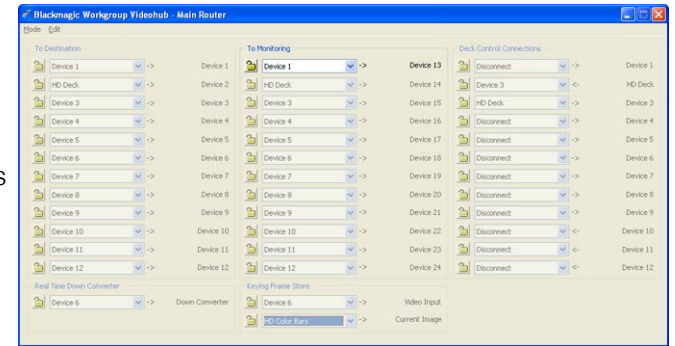 Blackmagic Workgroup Videohub - Main Router
Mode Edit
To Destination
Device 1 -> Device 1
HD Deck -> Device 2
Device 3 -> Device 3
Device 4 -> Device 4
Device 5 -> Device 5
Device 6 -> Device 6
Device 7 -> Device 7
Device 8 -> Device 8
Device 9 -> Device 9
Device 10 -> Device 10
Device 11 -> Device 11
Device 12 -> Device 12
Real Time Down Converter
Device 6 -> Down Converter
To Monitoring
Device 1 -> Device 13
HD Deck -> Device 14
Device 3 -> Device 15
Device 4 -> Device 16
Device 5 -> Device 17
Device 6 -> Device 18
Device 7 -> Device 19
Device 8 -> Device 20
Device 9 -> Device 21
Device 10 -> Device 22
Device 11 -> Device 23
Device 12 -> Device 24
Keying Frame Store
Device 6 -> Video Input
HD Color Bars -> Current Image
Deck Control Connections
Disconnect -> Device 1
Device 3 <- HD Deck
HD Deck -> Device 3
Disconnect -> Device 4
Disconnect -> Device 5
Disconnect -> Device 6
Disconnect -> Device 7
Disconnect -> Device 8
Disconnect -> Device 9
Disconnect <- Device 10
Disconnect <- Device 11
Disconnect <- Device 12
s